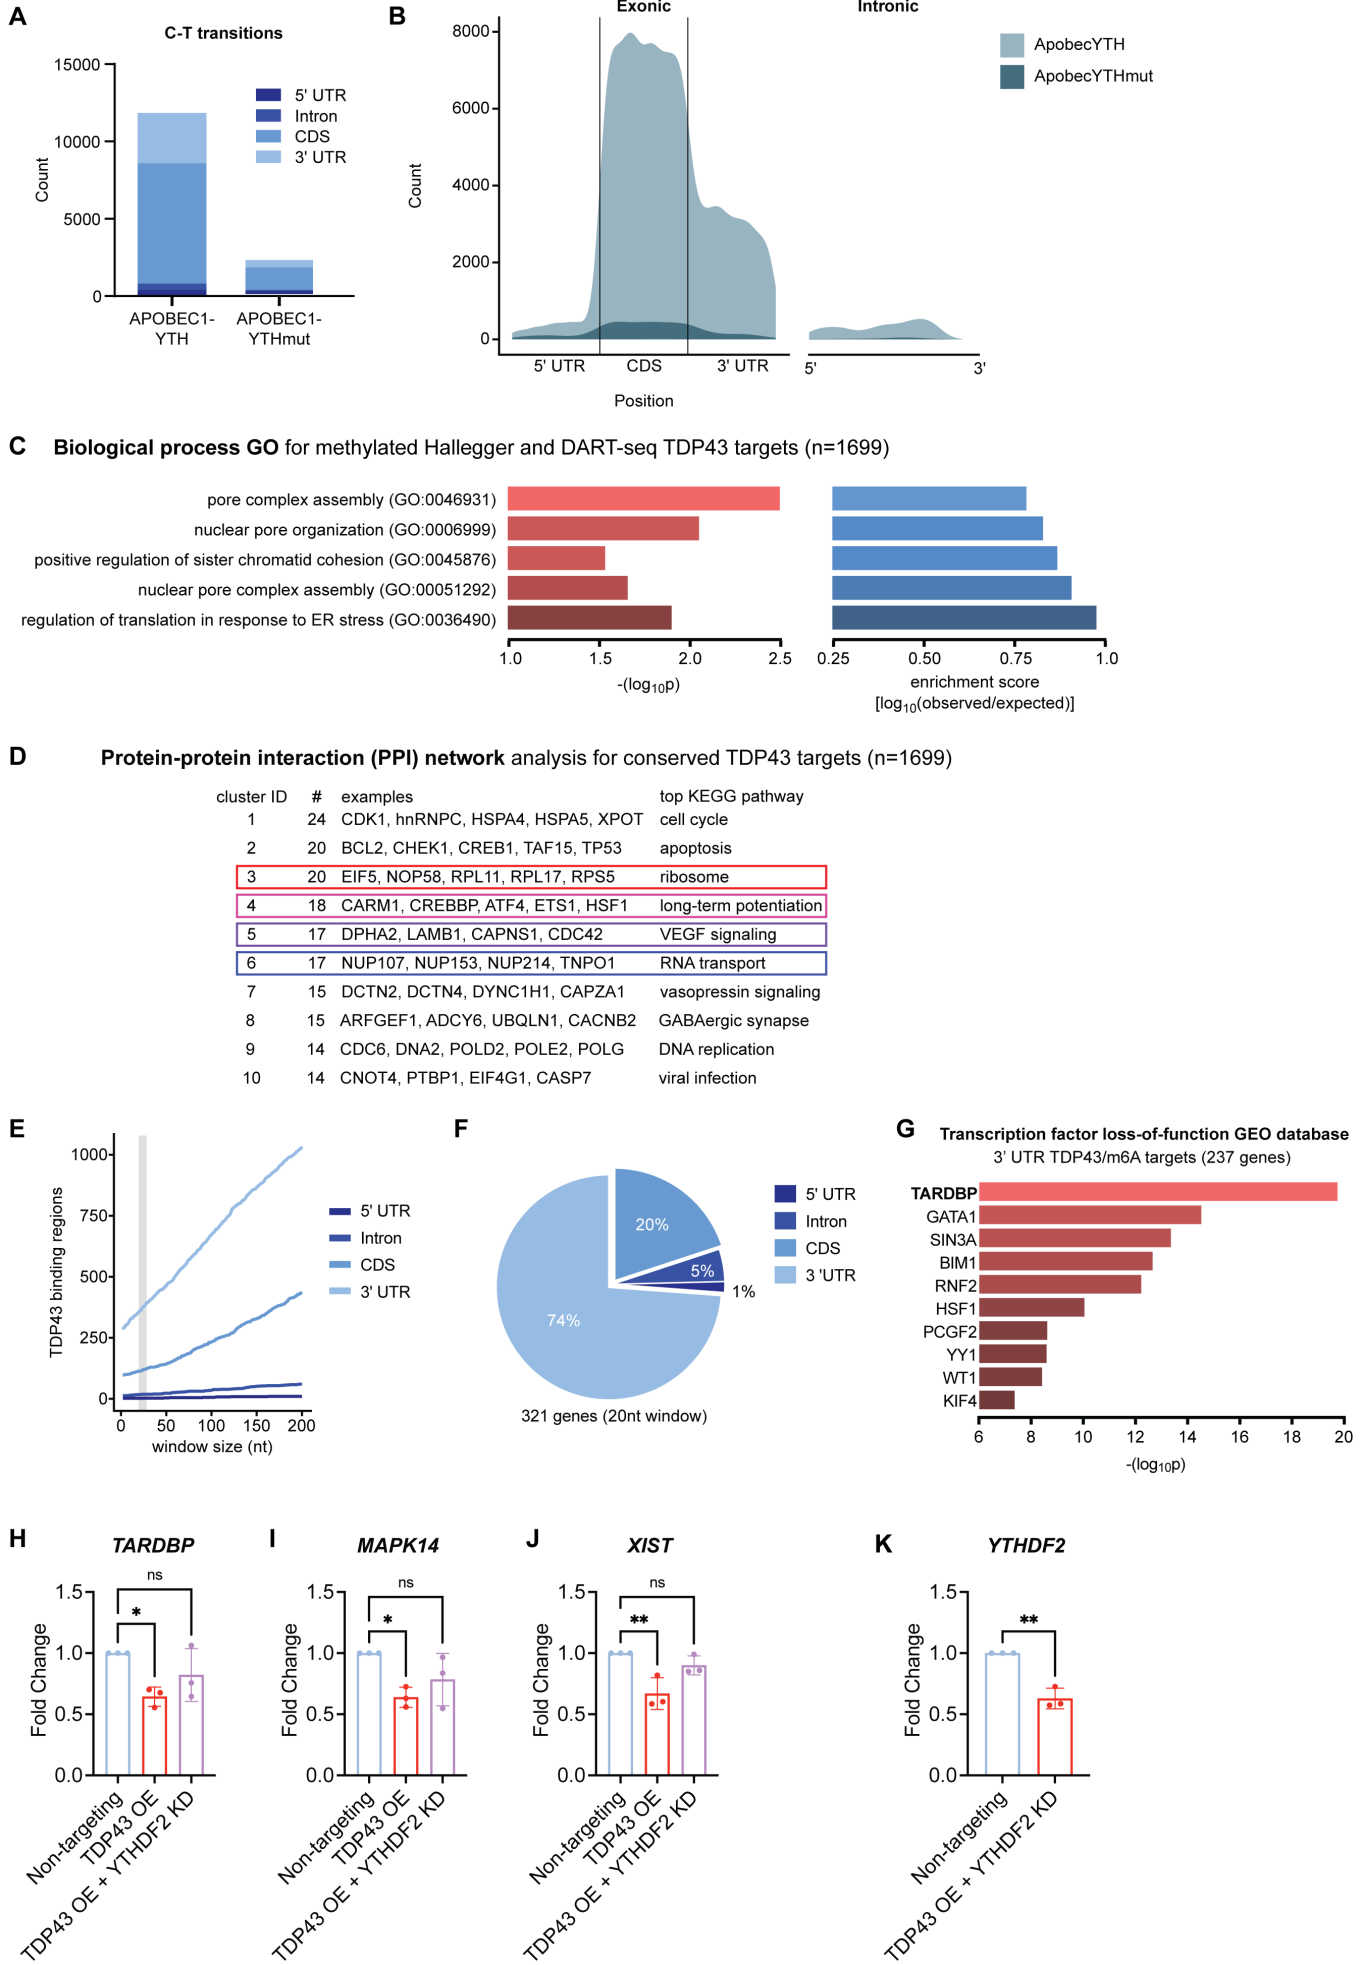 A
C-T transitions
15000
10000
5000
0
Count
5' UTR
Intron
CDS
3' UTR
APOBEC1-
YTH
APOBEC1-
YTHmut
B
Exonic
Intronic
8000
6000
4000
2000
0
Count
5' UTR
CDS
3' UTR
5'
3'
Position
ApobecYTH
ApobecYTHmut
C
Biological process GO for methylated Hallegger and DART-seq TDP43 targets (n=1699)
pore complex assembly (GO:0046931)
nuclear pore organization (GO:0006999)
positive regulation of sister chromatid cohesion (GO:0045876)
nuclear pore complex assembly (GO:00051292)
regulation of translation in response to ER stress (GO:0036490)
1.0 1.5 2.0 2.5
-(log10p)
0.25 0.50 0.75 1.0
enrichment score
[log10(observed/expected)]
D
Protein-protein interaction (PPI) network analysis for conserved TDP43 targets (n=1699)
cluster ID # examples top KEGG pathway
1 24 CDK1, hnRNPC, HSPA4, HSPA5, XPOT cell cycle
2 20 BCL2, CHEK1, CREB1, TAF15, TP53 apoptosis
3 20 EIF5, NOP58, RPL11, RPL17, RPS5 ribosome
4 18 CARM1, CREBBP, ATF4, ETS1, HSF1 long-term potentiation
5 17 DPHA2, LAMB1, CAPNS1, CDC42 VEGF signaling
6 17 NUP107, NUP153, NUP214, TNPO1 RNA transport
7 15 DCTN2, DCTN4, DYNC1H1, CAPZA1 vasopressin signaling
8 15 ARFGEF1, ADCY6, UBQLN1, CACNB2 GABAergic synapse
9 14 CDC6, DNA2, POLD2, POLE2, POLG DNA replication
10 14 CNOT4, PTBP1, EIF4G1, CASP7 viral infection
E
1000
750
500
250
0
TDP43 binding regions
0 50 100 150 200
window size (nt)
5' UTR
Intron
CDS
3' UTR
F
20%
5%
1%
74%
321 genes (20nt window)
5' UTR
Intron
CDS
3 'UTR
G
Transcription factor loss-of-function GEO database
3' UTR TDP43/m6A targets (237 genes)
TARDBP
GATA1
SIN3A
BIM1
RNF2
HSF1
PCGF2
YY1
WT1
KIF4
6 8 10 12 14 16 18 20
-(log10p)
H
TARDBP
ns
*
1.5
1.0
0.5
0.0
Fold Change
Non-targeting
TDP43 OE
TDP43 OE + YTHDF2 KD
I
MAPK14
ns
*
1.5
1.0
0.5
0.0
Fold Change
Non-targeting
TDP43 OE
TDP43 OE + YTHDF2 KD
J
XIST
ns
**
1.5
1.0
0.5
0.0
Fold Change
Non-targeting
TDP43 OE
TDP43 OE + YTHDF2 KD
K
YTHDF2
**
1.5
1.0
0.5
0.0
Fold Change
Non-targeting
TDP43 OE + YTHDF2 KD